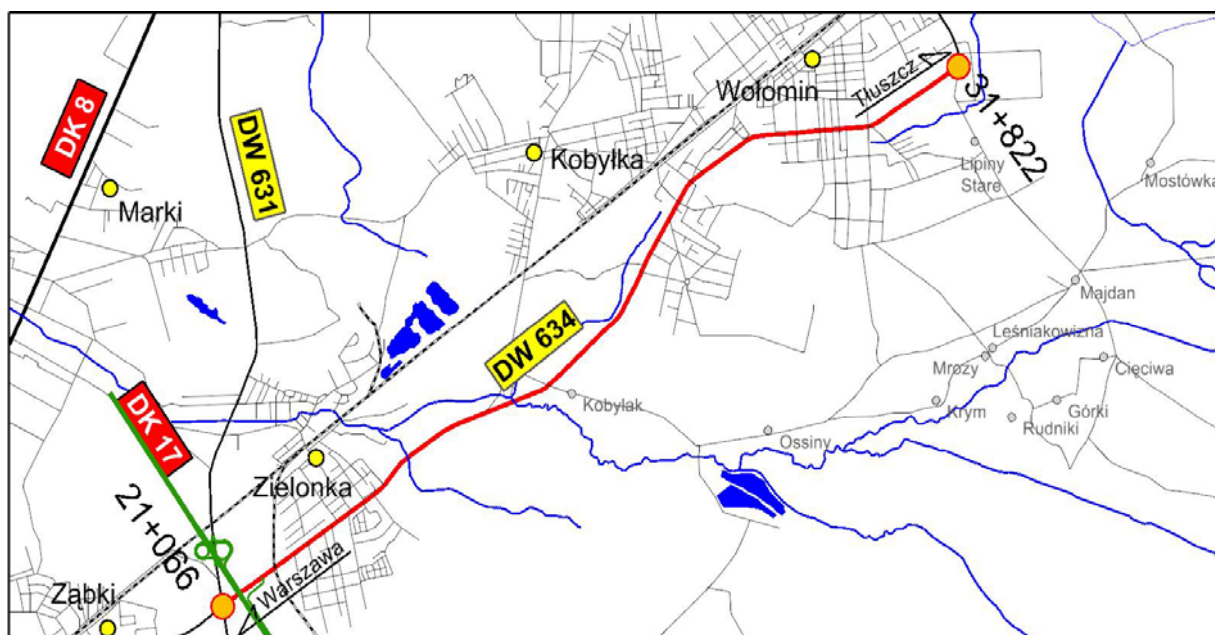 Wołomin
Tłuszcz
31+822
DK 8
DW 631
Kobyłka
Lipiny
Stare
Mostówka
Marki
Majdan
DW 634
Leśniakowizna
Mrozy
Cięciwa
DK 17
Kobylak
Krym
Górki
Rudniki
Ossiny
Zielonka
21+066
Warszawa
Ząbki